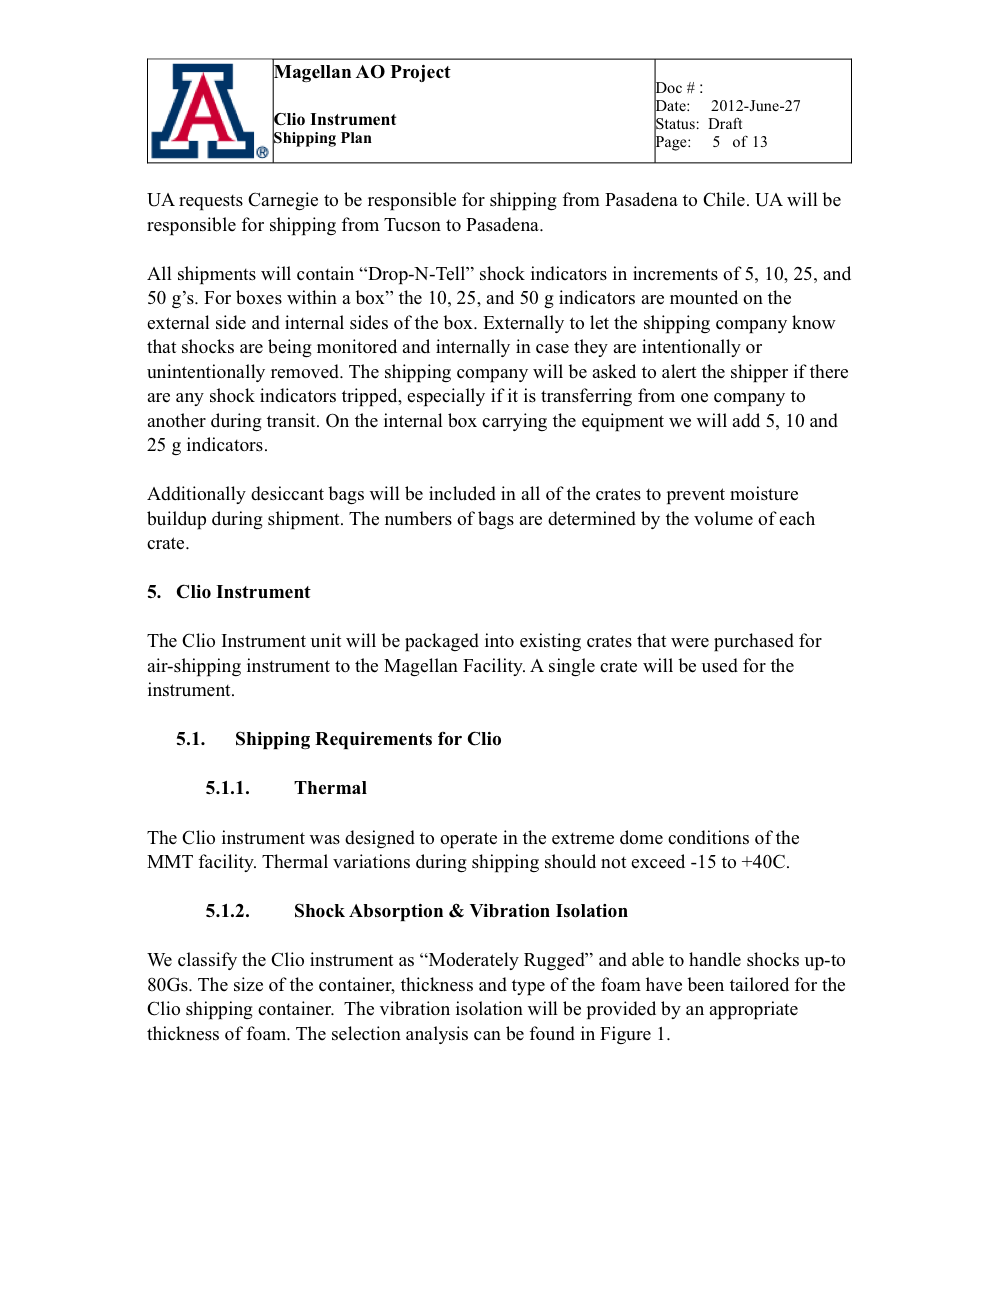 Magellan AO Project
Clio Instrument
Shipping Plan
Doc # :
Date: 2012-June-27
Status: Draft
Page: 5 of 13
A
®
UA requests Carnegie to be responsible for shipping from Pasadena to Chile. UA will be
responsible for shipping from Tucson to Pasadena.
All shipments will contain “Drop-N-Tell” shock indicators in increments of 5, 10, 25, and
50 g’s. For boxes within a box” the 10, 25, and 50 g indicators are mounted on the
external side and internal sides of the box. Externally to let the shipping company know
that shocks are being monitored and internally in case they are intentionally or
unintentionally removed. The shipping company will be asked to alert the shipper if there
are any shock indicators tripped, especially if it is transferring from one company to
another during transit. On the internal box carrying the equipment we will add 5, 10 and
25 g indicators.
Additionally desiccant bags will be included in all of the crates to prevent moisture
buildup during shipment. The numbers of bags are determined by the volume of each
crate.
5. Clio Instrument
The Clio Instrument unit will be packaged into existing crates that were purchased for
air-shipping instrument to the Magellan Facility. A single crate will be used for the
instrument.
5.1. Shipping Requirements for Clio
5.1.1. Thermal
The Clio instrument was designed to operate in the extreme dome conditions of the
MMT facility. Thermal variations during shipping should not exceed -15 to +40C.
5.1.2. Shock Absorption & Vibration Isolation
We classify the Clio instrument as “Moderately Rugged” and able to handle shocks up-to
80Gs. The size of the container, thickness and type of the foam have been tailored for the
Clio shipping container. The vibration isolation will be provided by an appropriate
thickness of foam. The selection analysis can be found in Figure 1.